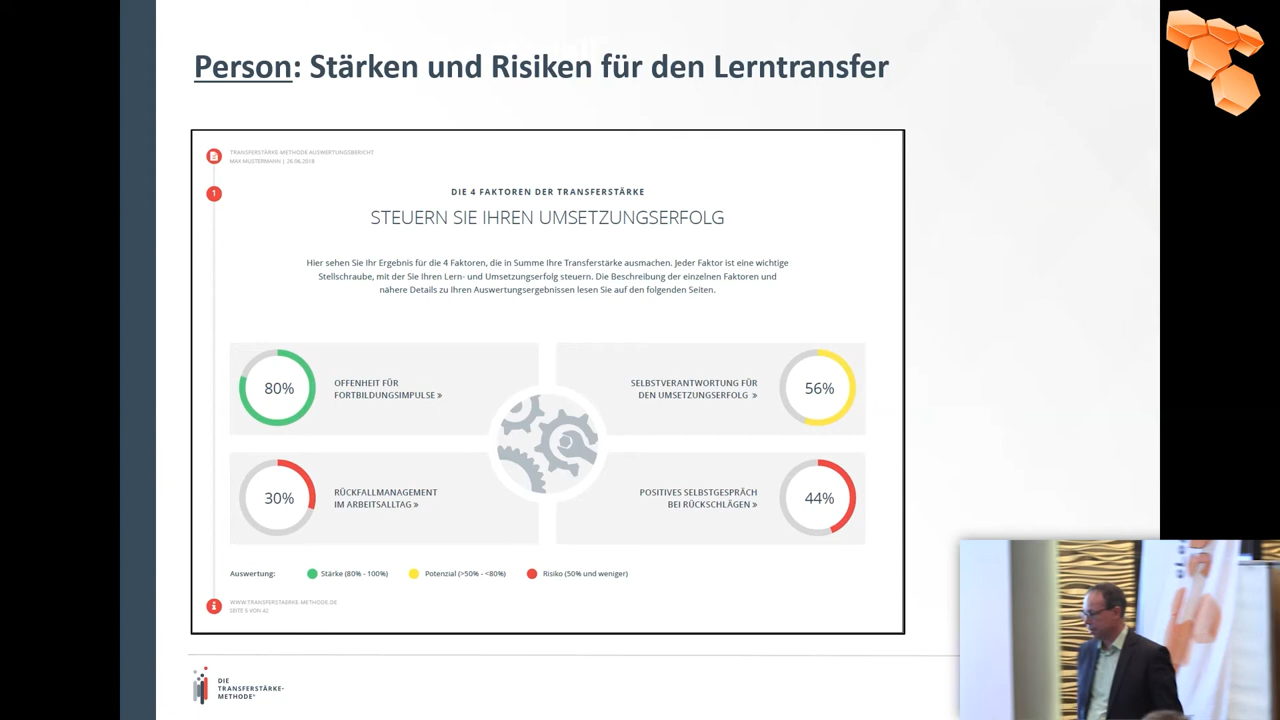 Person: Stärken und Risiken für den Lerntransfer
TRANSFERSTÄRKE-METHODE AUSWERTUNGSBERICHT
MAX MUSTERMANN | 26.06.2018
1
DIE 4 FAKTOREN DER TRANSFERSTÄRKE
STEUERN SIE IHREN UMSETZUNGSERFOLG
Hier sehen Sie Ihr Ergebnis für die 4 Faktoren, die in Summe Ihre Transferstärke ausmachen. Jeder Faktor ist eine wichtige
Stellschraube, mit der Sie Ihren Lern- und Umsetzungserfolg steuern. Die Beschreibung der einzelnen Faktoren und
nähere Details zu Ihren Auswertungsergebnissen lesen Sie auf den folgenden Seiten.
80%
OFFENHEIT FÜR
FORTBILDUNGSIMPULSE »
SELBSTVERANTWORTUNG FÜR
DEN UMSETZUNGSERFOLG »
56%
30%
RÜCKFALLMANAGEMENT
IM ARBEITSALLTAG »
POSITIVES SELBSTGESPRÄCH
BEI RÜCKSCHLÄGEN »
44%
Auswertung: Stärke (80% - 100%) Potenzial (>50% - <80%) Risiko (50% und weniger)
WWW.TRANSFERSTAERKE-METHODE.DE
SEITE 5 VON 42
DIE
TRANSFERSTÄRKE-
METHODE®